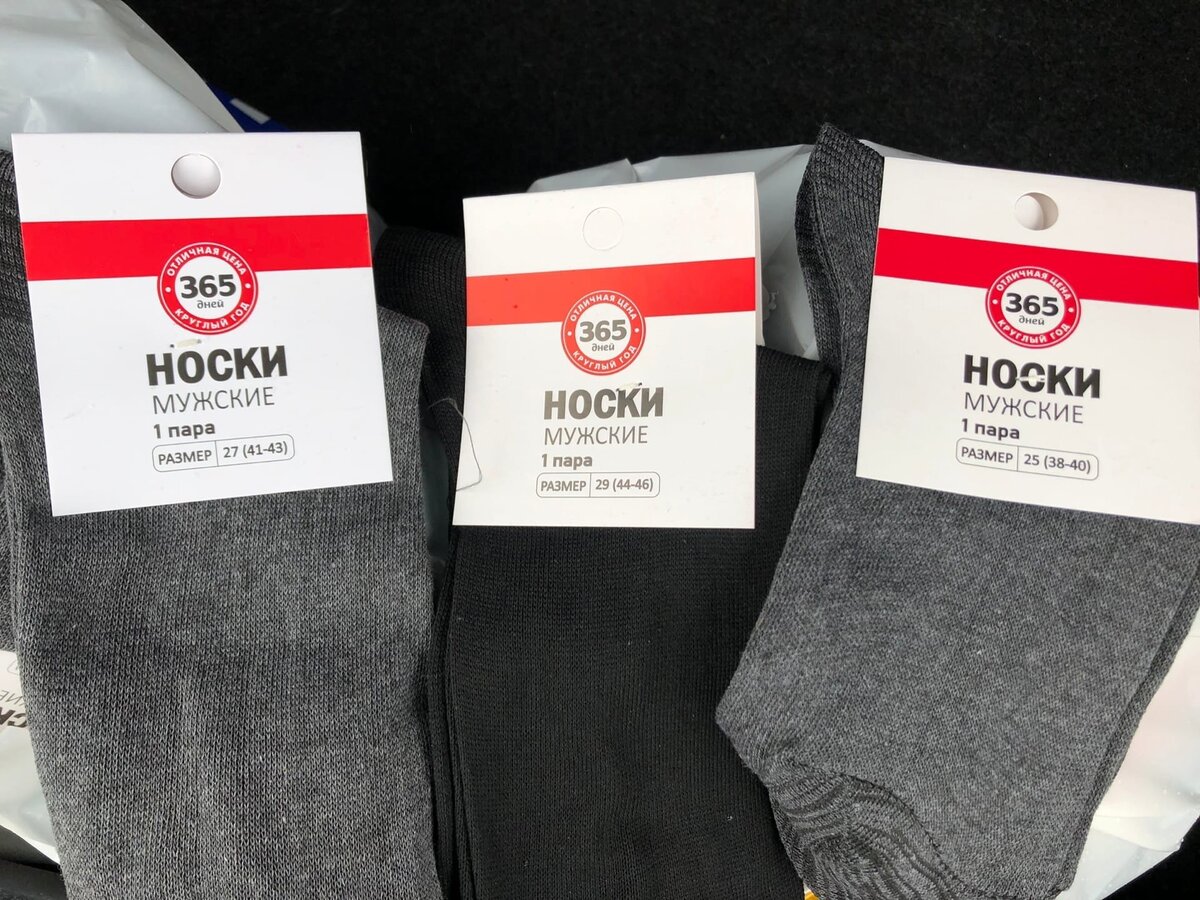 ОТЛИЧНАЯ ЦЕНА
365
дней
КРУГЛЫЙ ГОД
НОСКИ
МУЖСКИЕ
1 пара
РАЗМЕР 27 (41-43)
ОТЛИЧНАЯ ЦЕНА
365
дней
КРУГЛЫЙ ГОД
НОСКИ
МУЖСКИЕ
1 пара
РАЗМЕР 29 (44-46)
ОТЛИЧНАЯ ЦЕНА
365
дней
КРУГЛЫЙ ГОД
НОСКИ
МУЖСКИЕ
1 пара
РАЗМЕР 25 (38-40)